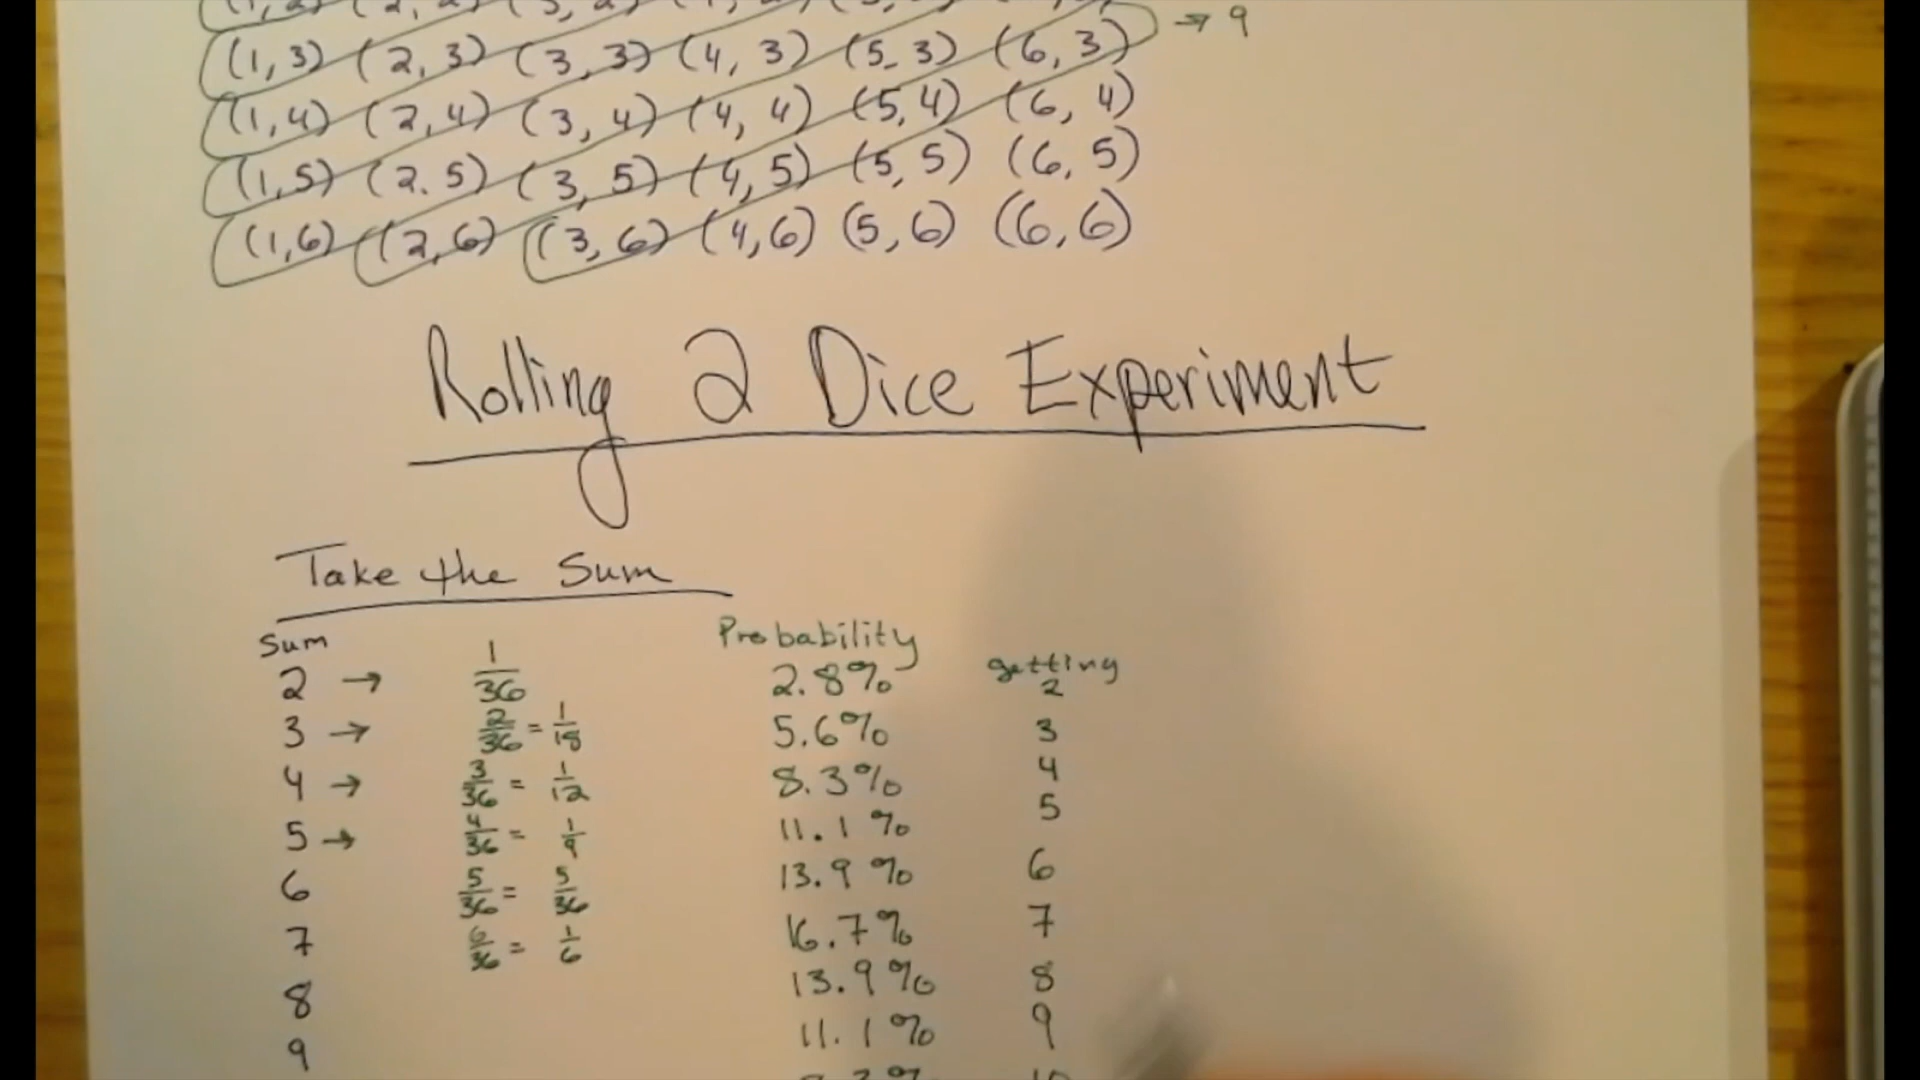 (1,3) (2,3) (3,3) (4,3) (5,3) (6,3) → 9
(1,4) (2,4) (3,4) (4,4) (5,4) (6,4)
(1,5) (2.5) (3,5) (4,5) (5,5) (6,5)
(1,6) (2,6) (3,6) (4,6) (5,6) (6,6)
Rolling 2 Dice Experiment
Take the Sum
Sum Probability getting
2 → 1/36 2.8% 2
3 → 2/36 = 1/18 5.6% 3
4 → 3/36 = 1/12 8.3% 4
5 → 4/36 = 1/9 11.1% 5
6 5/36 = 5/36 13.9% 6
7 6/36 = 1/6 16.7% 7
8 13.9% 8
9 11.1% 9